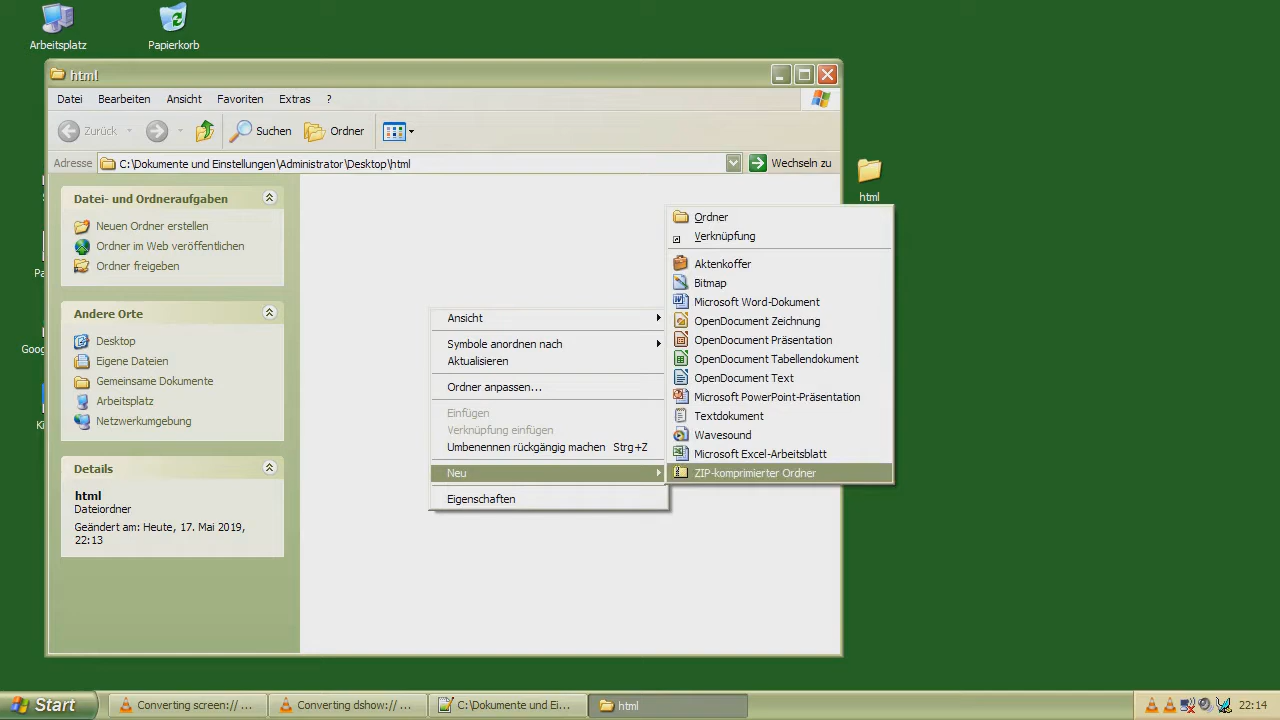 Arbeitsplatz
Papierkorb
html
Datei Bearbeiten Ansicht Favoriten Extras ?
Zurück Suchen Ordner
Adresse C:\Dokumente und Einstellungen\Administrator\Desktop\html Wechseln zu
Datei- und Ordneraufgaben
Neuen Ordner erstellen
Ordner im Web veröffentlichen
Ordner freigeben
Andere Orte
Desktop
Eigene Dateien
Gemeinsame Dokumente
Arbeitsplatz
Netzwerkumgebung
Details
html
Dateiordner
Geändert am: Heute, 17. Mai 2019,
22:13
Ansicht
Symbole anordnen nach
Aktualisieren
Ordner anpassen...
Einfügen
Verknüpfung einfügen
Umbenennen rückgängig machen Strg+Z
Neu
Eigenschaften
Ordner
Verknüpfung
Aktenkoffer
Bitmap
Microsoft Word-Dokument
OpenDocument Zeichnung
OpenDocument Präsentation
OpenDocument Tabellendokument
OpenDocument Text
Microsoft PowerPoint-Präsentation
Textdokument
Wavesound
Microsoft Excel-Arbeitsblatt
ZIP-komprimierter Ordner
html
Pa
Goog
Ki
Start Converting screen:// ... Converting dshow:// ... C:\Dokumente und Ei... html 22:14